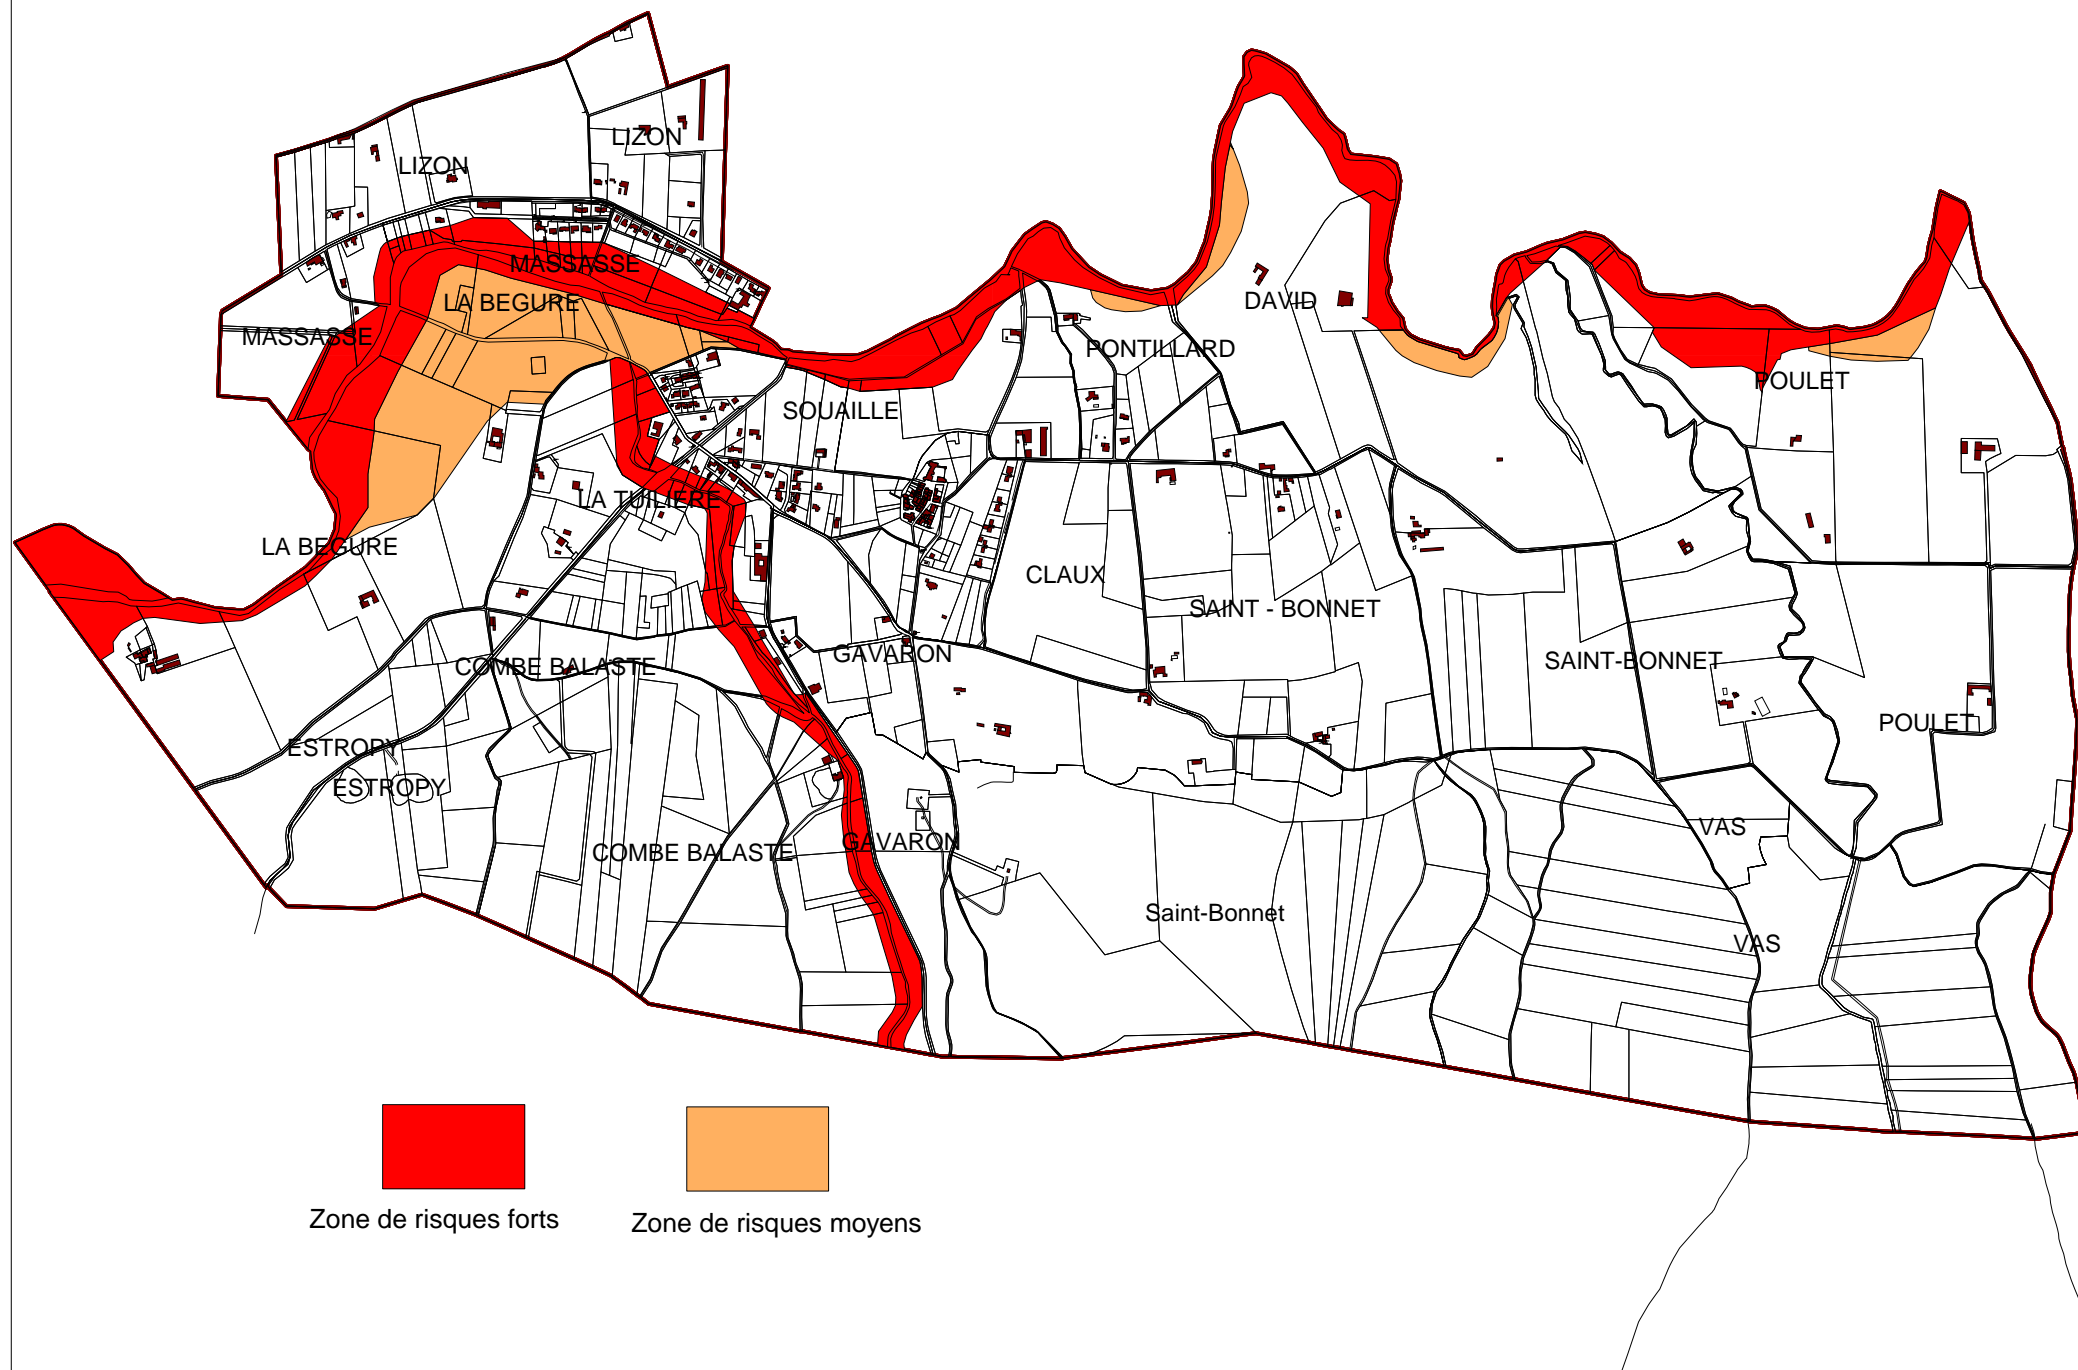 LIZON
LIZON
MASSASSE
LA BEGURE
DAVID
MASSASSE
PONTILLARD
POULET
SOUAILLE
LA TUILIERE
LA BEGURE
CLAUX
SAINT - BONNET
GAVARON
SAINT-BONNET
COMBE BALASTE
POULET
ESTROPY
ESTROPY
VAS
GAVARON
COMBE BALASTE
Saint-Bonnet
VAS
Zone de risques forts
Zone de risques moyens